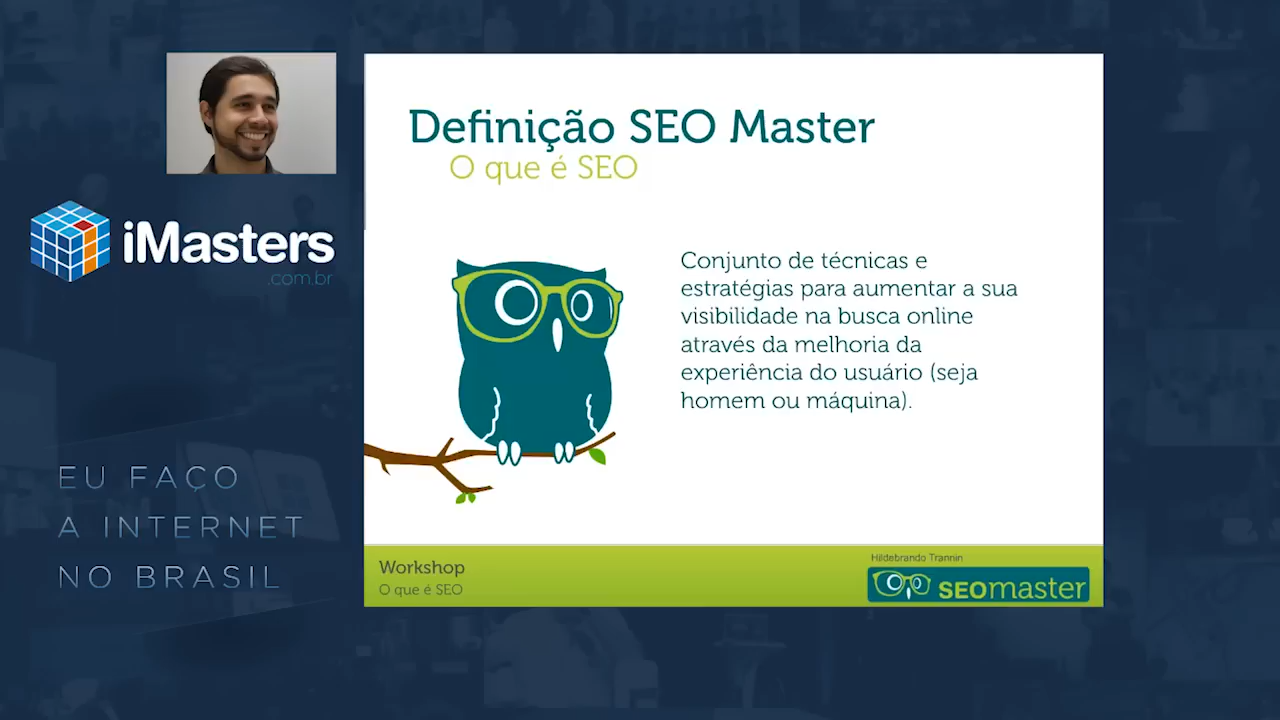 iMasters
.com.br
EU FAÇO
A INTERNET
NO BRASIL
Definição SEO Master
O que é SEO
Conjunto de técnicas e
estratégias para aumentar a sua
visibilidade na busca online
através da melhoria da
experiência do usuário (seja
homem ou máquina).
Workshop
O que é SEO
Hildebrando Trannin
SEOmaster